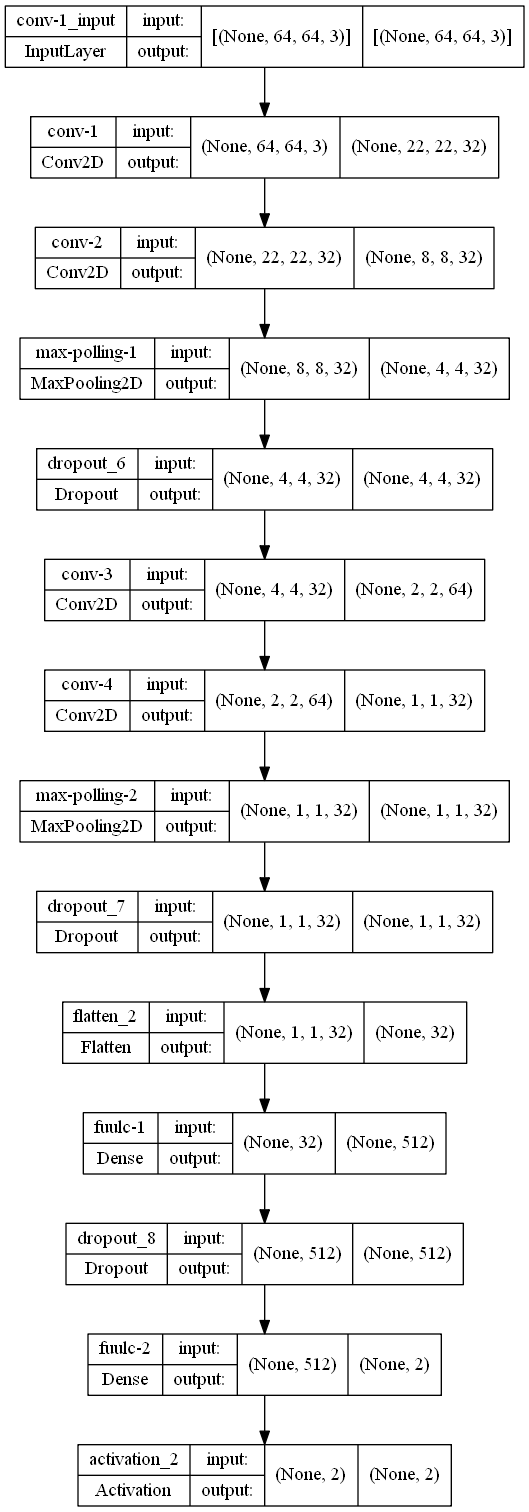 conv-1_input input: [(None, 64, 64, 3)] [(None, 64, 64, 3)]
InputLayer output:
conv-1 input: (None, 64, 64, 3) (None, 22, 22, 32)
Conv2D output:
conv-2 input: (None, 22, 22, 32) (None, 8, 8, 32)
Conv2D output:
max-polling-1 input: (None, 8, 8, 32) (None, 4, 4, 32)
MaxPooling2D output:
dropout_6 input: (None, 4, 4, 32) (None, 4, 4, 32)
Dropout output:
conv-3 input: (None, 4, 4, 32) (None, 2, 2, 64)
Conv2D output:
conv-4 input: (None, 2, 2, 64) (None, 1, 1, 32)
Conv2D output:
max-polling-2 input: (None, 1, 1, 32) (None, 1, 1, 32)
MaxPooling2D output:
dropout_7 input: (None, 1, 1, 32) (None, 1, 1, 32)
Dropout output:
flatten_2 input: (None, 1, 1, 32) (None, 32)
Flatten output:
fuulc-1 input: (None, 32) (None, 512)
Dense output:
dropout_8 input: (None, 512) (None, 512)
Dropout output:
fuulc-2 input: (None, 512) (None, 2)
Dense output:
activation_2 input: (None, 2) (None, 2)
Activation output: